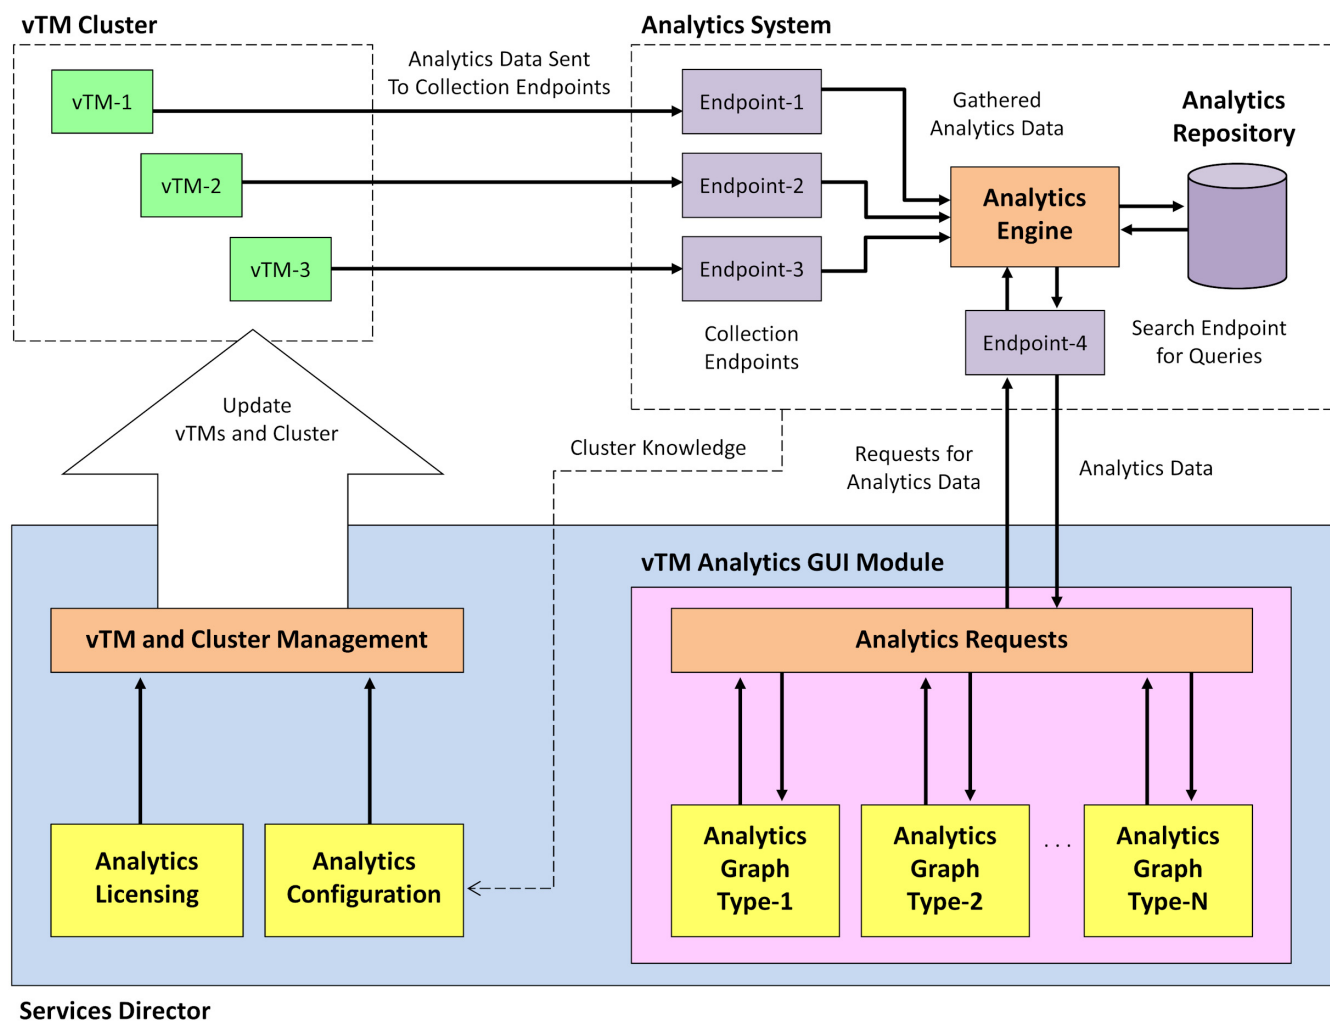 vTM Cluster
Analytics System
Analytics Data Sent
To Collection Endpoints
vTM-1
vTM-2
vTM-3
Endpoint-1
Endpoint-2
Endpoint-3
Collection
Endpoints
Gathered
Analytics Data
Analytics
Repository
Analytics
Engine
Endpoint-4
Search Endpoint
for Queries
Update
vTMs and Cluster
Cluster Knowledge
Requests for
Analytics Data
Analytics Data
vTM Analytics GUI Module
vTM and Cluster Management
Analytics Requests
Analytics
Licensing
Analytics
Configuration
Analytics
Graph
Type-1
Analytics
Graph
Type-2
. . .
Analytics
Graph
Type-N
Services Director